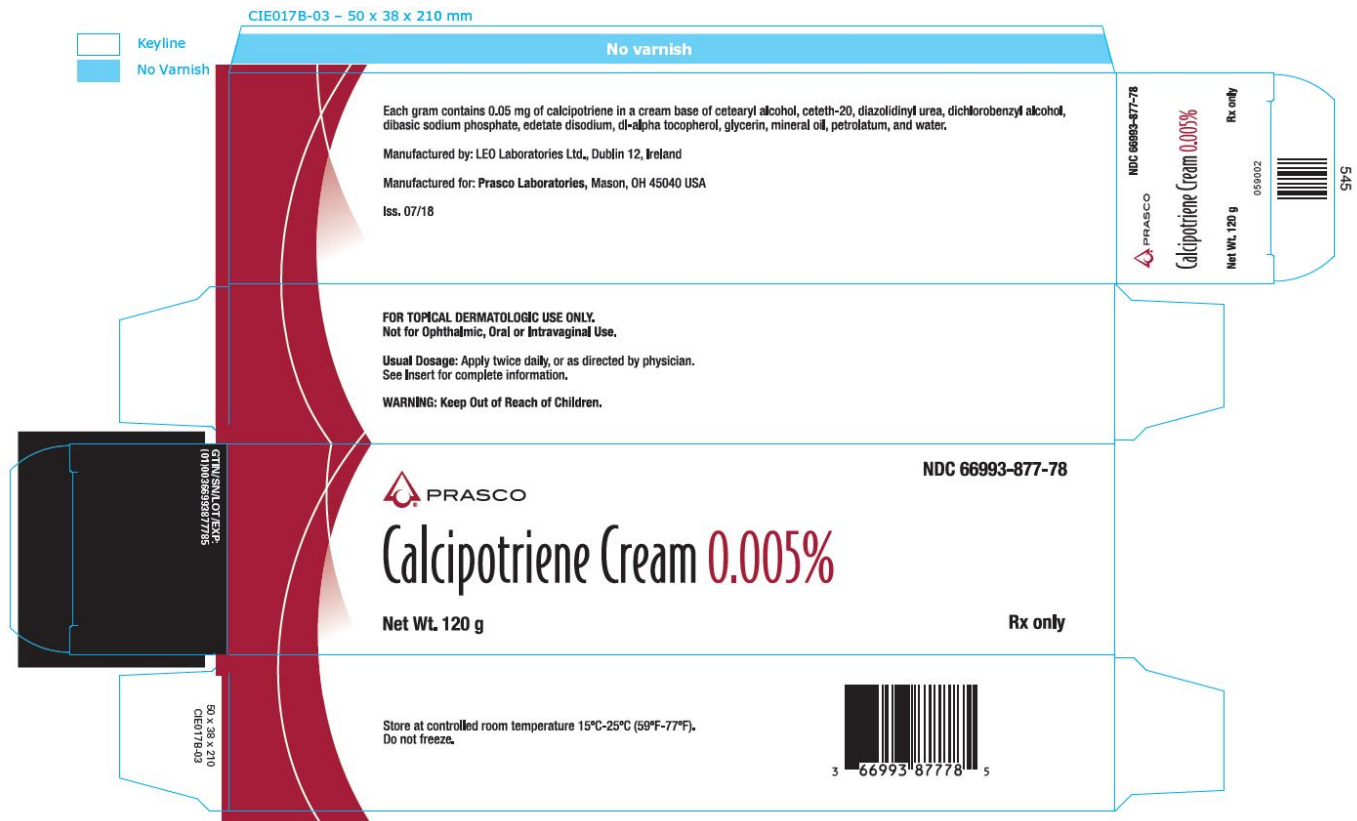 CIE017B-03 – 50 x 38 x 210 mm
Keyline
No Varnish
No varnish
Each gram contains 0.05 mg of calcipotriene in a cream base of cetearyl alcohol, ceteth-20, diazolidinyl urea, dichlorobenzyl alcohol,
dibasic sodium phosphate, edetate disodium, dl-alpha tocopherol, glycerin, mineral oil, petrolatum, and water.
Manufactured by: LEO Laboratories Ltd., Dublin 12, Ireland
Manufactured for: Prasco Laboratories, Mason, OH 45040 USA
Iss. 07/18
NDC 66993-877-78
PRASCO
Calcipotriene Cream 0.005%
Rx only
Net Wt. 120 g
059002
545
FOR TOPICAL DERMATOLOGIC USE ONLY.
Not for Ophthalmic, Oral or Intravaginal Use.
Usual Dosage: Apply twice daily, or as directed by physician.
See Insert for complete information.
WARNING: Keep Out of Reach of Children.
GTIN/SN/LOT/EXP:
(01)00366993877785
NDC 66993-877-78
PRASCO
Calcipotriene Cream 0.005%
Net Wt. 120 g
Rx only
50 x 38 x 210
CIE017B-03
Store at controlled room temperature 15°C-25°C (59°F-77°F).
Do not freeze.
3 66993 87778 5